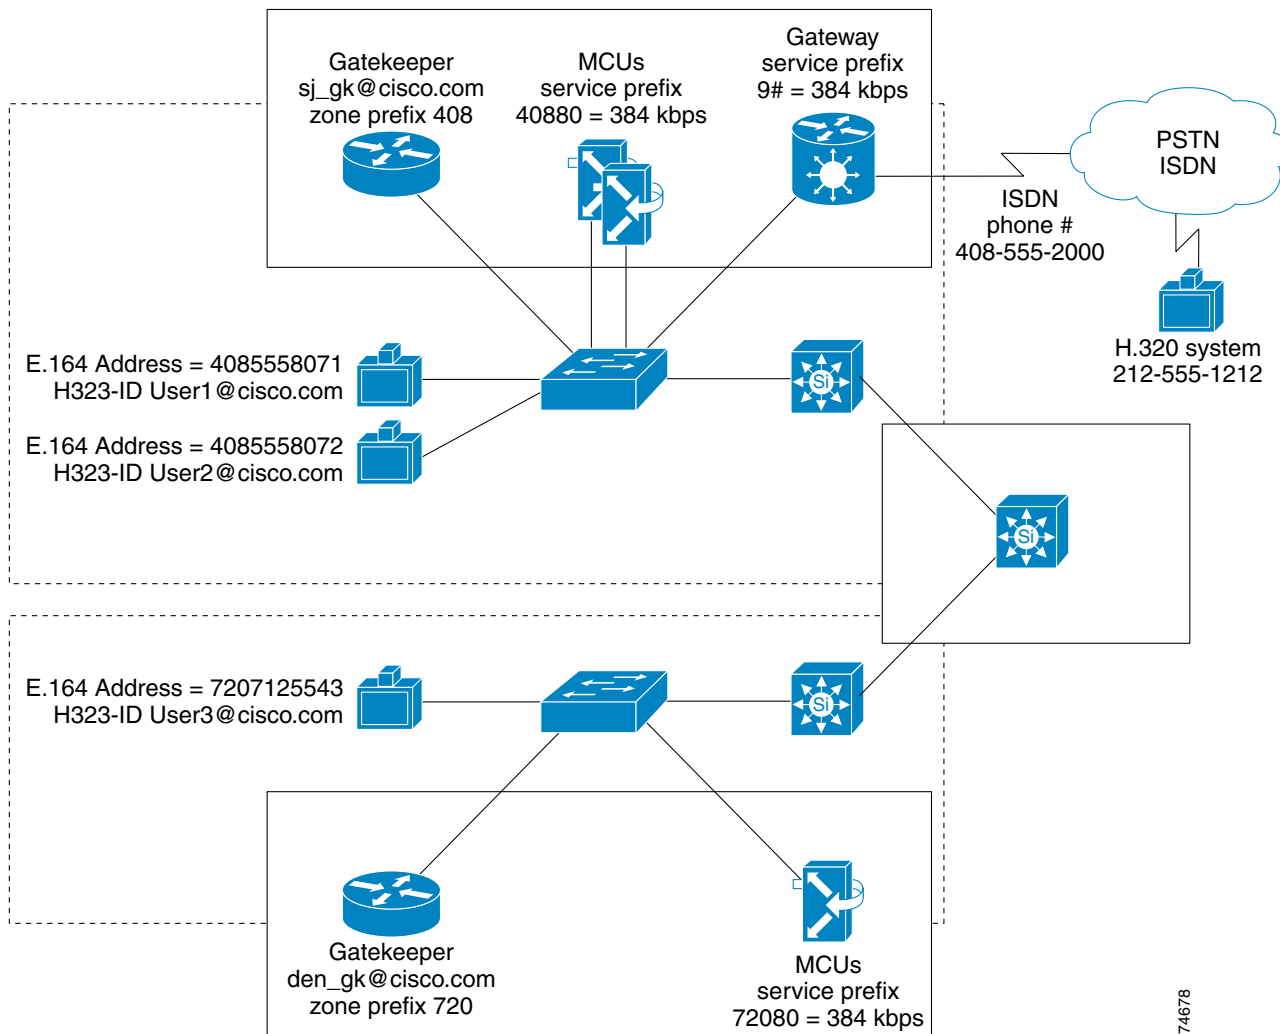 Gatekeeper
sj_gk@cisco.com
zone prefix 408
MCUs
service prefix
40880 = 384 kbps
Gateway
service prefix
9# = 384 kbps
PSTN
ISDN
ISDN
phone #
408-555-2000
H.320 system
212-555-1212
E.164 Address = 4085558071
H323-ID User1@cisco.com
Si
E.164 Address = 4085558072
H323-ID User2@cisco.com
Si
E.164 Address = 7207125543
H323-ID User3@cisco.com
Si
Gatekeeper
den_gk@cisco.com
zone prefix 720
MCUs
service prefix
72080 = 384 kbps
74678